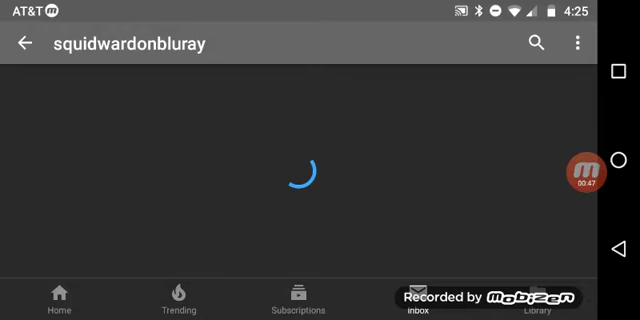 AT&T 4:25
squidwardonbluray
00:47
Recorded by mobizen
Home Trending Subscriptions Inbox Library